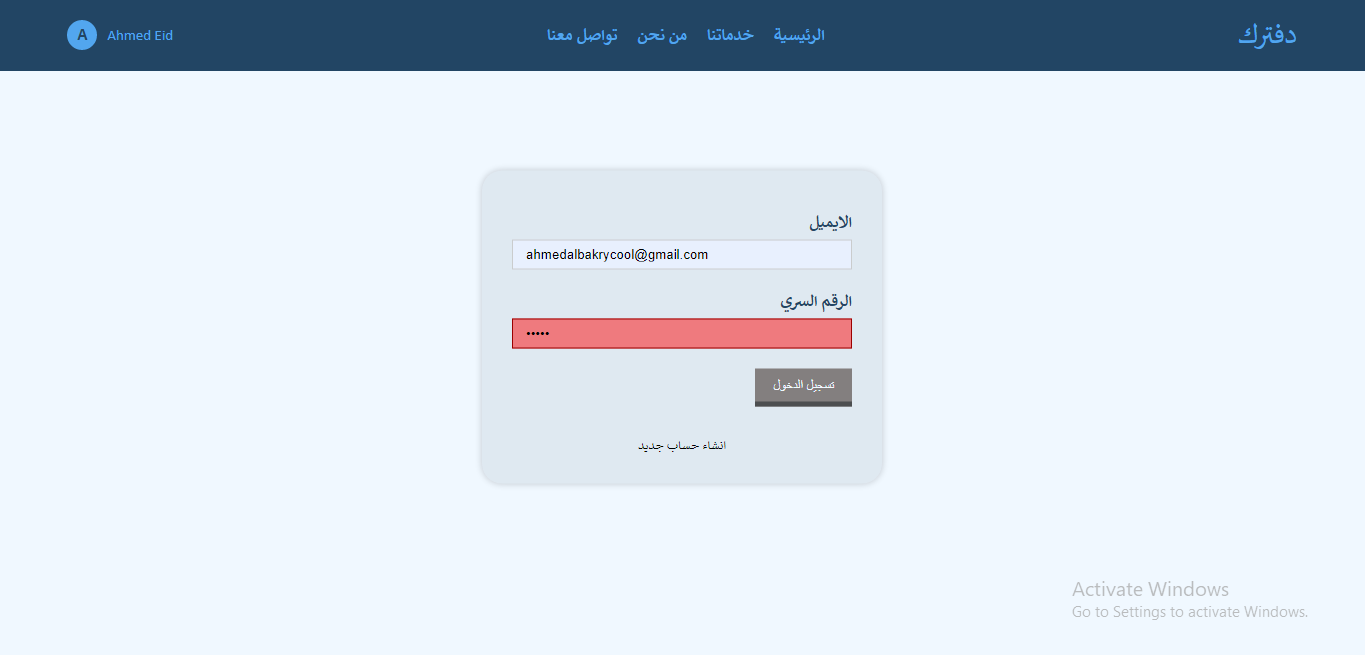 دفترك
الرئيسية خدماتنا من نحن تواصل معنا
Ahmed Eid A
الايميل
ahmedalbakrycool@gmail.com
الرقم السري
•••••
تسجيل الدخول
انشاء حساب جديد
Activate Windows
Go to Settings to activate Windows.